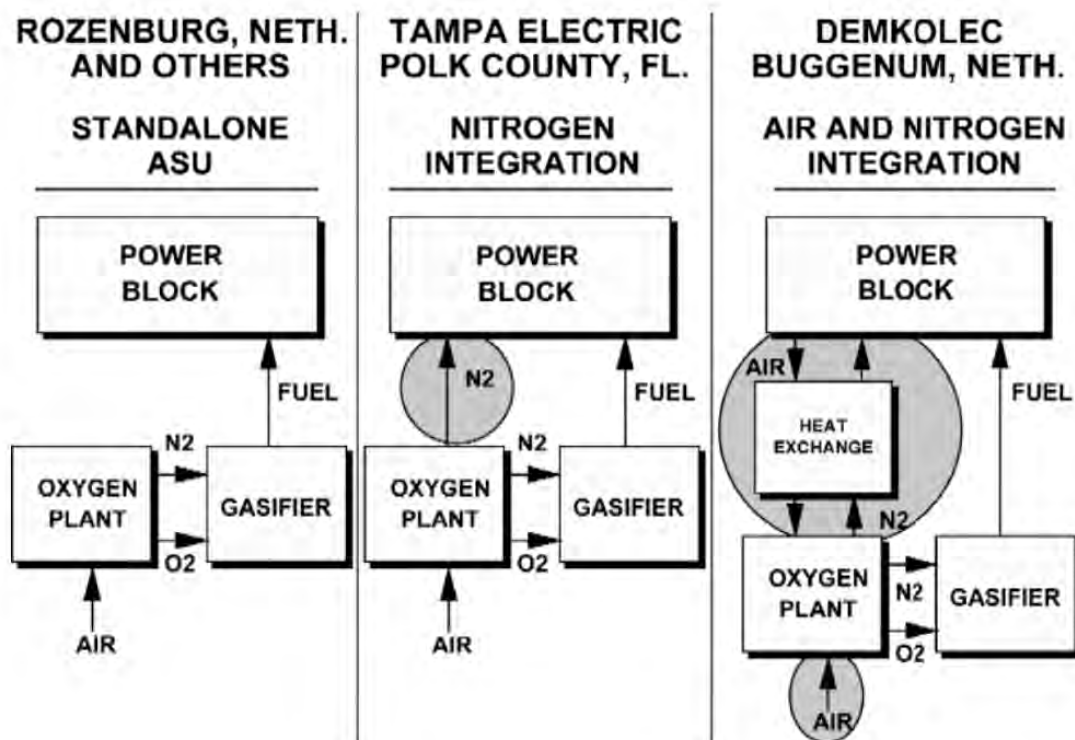 ROZENBURG, NETH.
AND OTHERS
STANDALONE
ASU
POWER
BLOCK
FUEL
N2
OXYGEN
PLANT
GASIFIER
O2
AIR
TAMPA ELECTRIC
POLK COUNTY, FL.
NITROGEN
INTEGRATION
POWER
BLOCK
N2
FUEL
N2
OXYGEN
PLANT
GASIFIER
O2
AIR
DEMKOLEC
BUGGENUM, NETH.
AIR AND NITROGEN
INTEGRATION
POWER
BLOCK
AIR
FUEL
HEAT
EXCHANGE
N2
OXYGEN
PLANT
N2
GASIFIER
O2
AIR